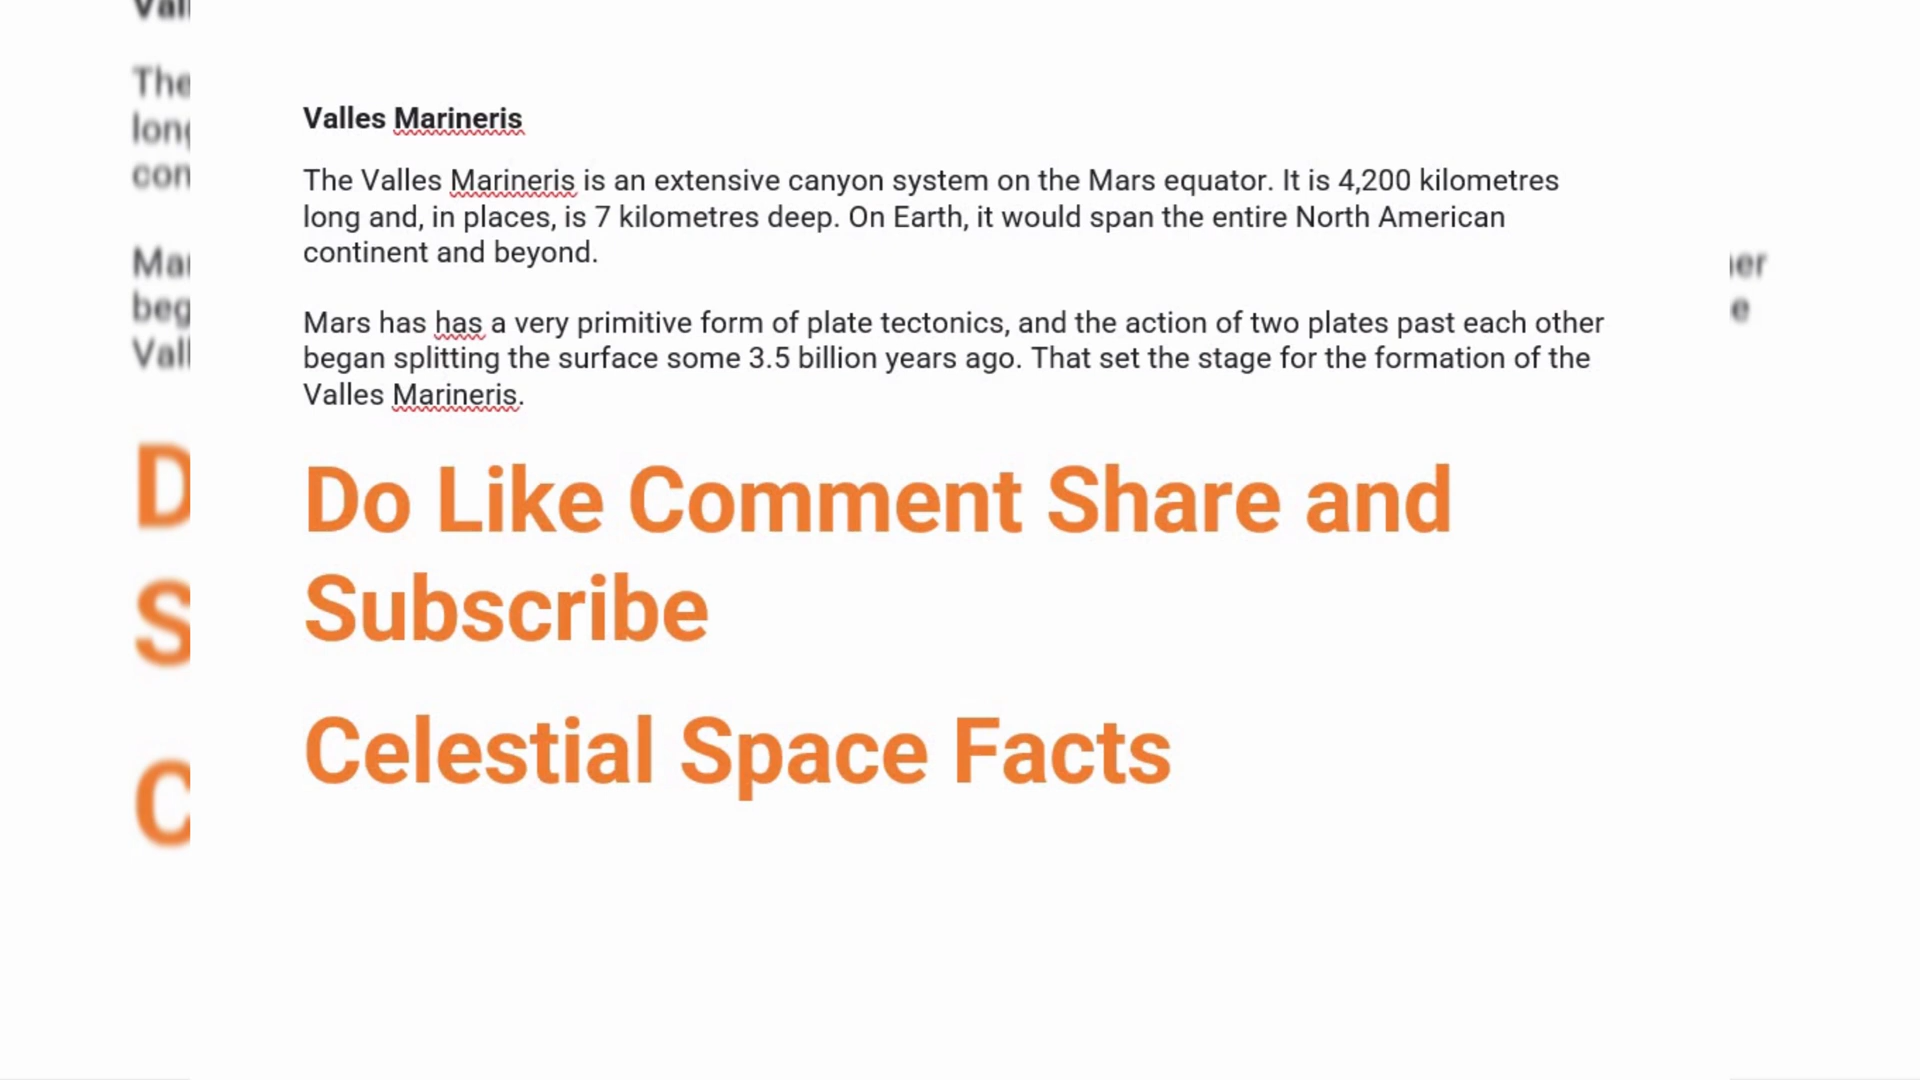 Valles Marineris
The Valles Marineris is an extensive canyon system on the Mars equator. It is 4,200 kilometres
long and, in places, is 7 kilometres deep. On Earth, it would span the entire North American
continent and beyond.
Mars has has a very primitive form of plate tectonics, and the action of two plates past each other
began splitting the surface some 3.5 billion years ago. That set the stage for the formation of the
Valles Marineris.
Do Like Comment Share and
Subscribe
Celestial Space Facts